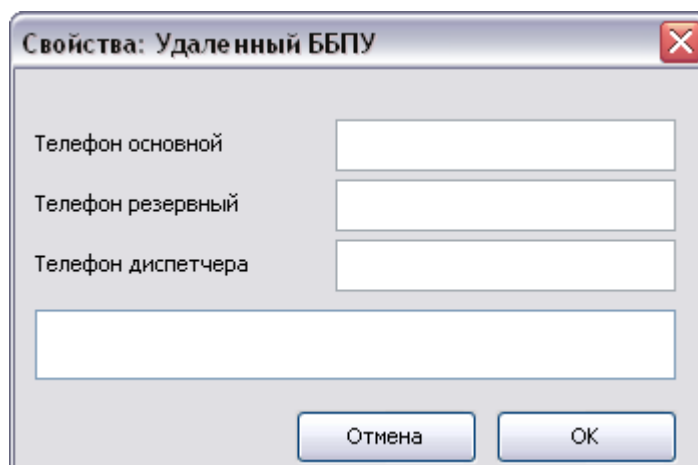 Свойства: Удаленный ББПУ
Телефон основной
Телефон резервный
Телефон диспетчера
Отмена OK